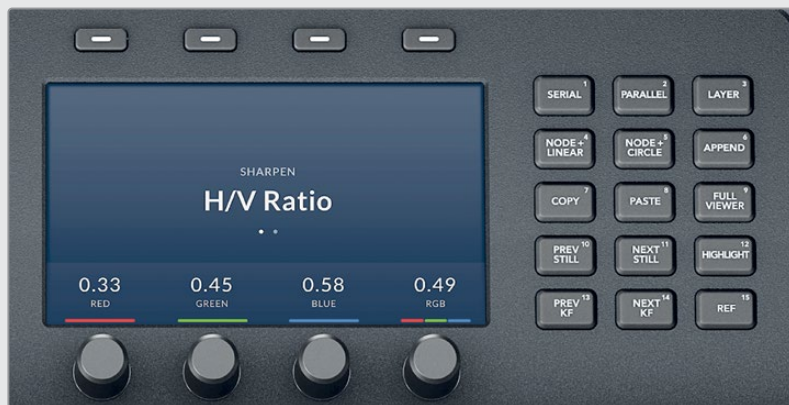 SHARPEN
H/V Ratio
0.33 0.45 0.58 0.49
RED GREEN BLUE RGB
SERIAL 1
PARALLEL 2
LAYER 3
NODE+ 4
LINEAR
NODE+ 5
CIRCLE
APPEND 6
COPY 7
PASTE 8
FULL 9
VIEWER
PREV 10
STILL
NEXT 11
STILL
HIGHLIGHT 12
PREV 13
KF
NEXT 14
KF
REF 15